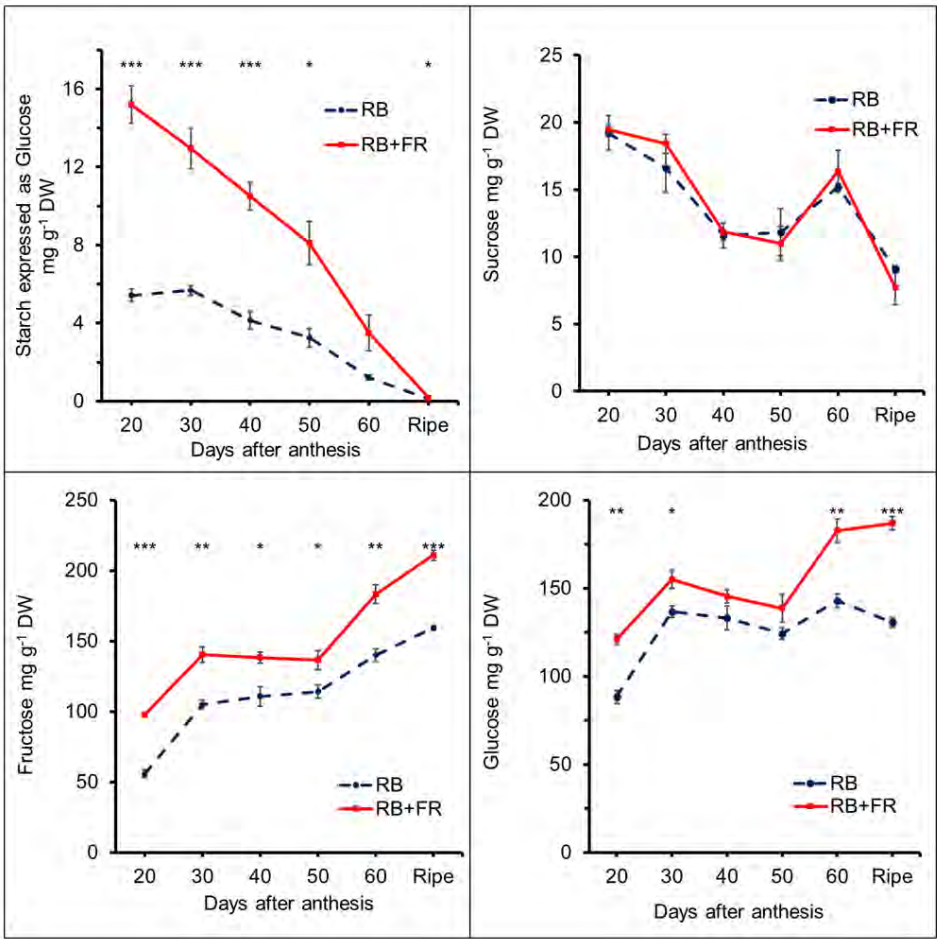 Starch expressed as Glucose
mg g⁻¹ DW
16
12
8
4
0
*** *** *** * *
RB
RB+FR
20 30 40 50 60 Ripe
Days after anthesis
Sucrose mg g⁻¹ DW
25
20
15
10
5
0
RB
RB+FR
20 30 40 50 60 Ripe
Days after anthesis
Fructose mg g⁻¹ DW
250
200
150
100
50
0
*** ** * * ** ***
RB
RB+FR
20 30 40 50 60 Ripe
Days after anthesis
Glucose mg g⁻¹ DW
200
150
100
50
0
** * ** ***
RB
RB+FR
20 30 40 50 60 Ripe
Days after anthesis